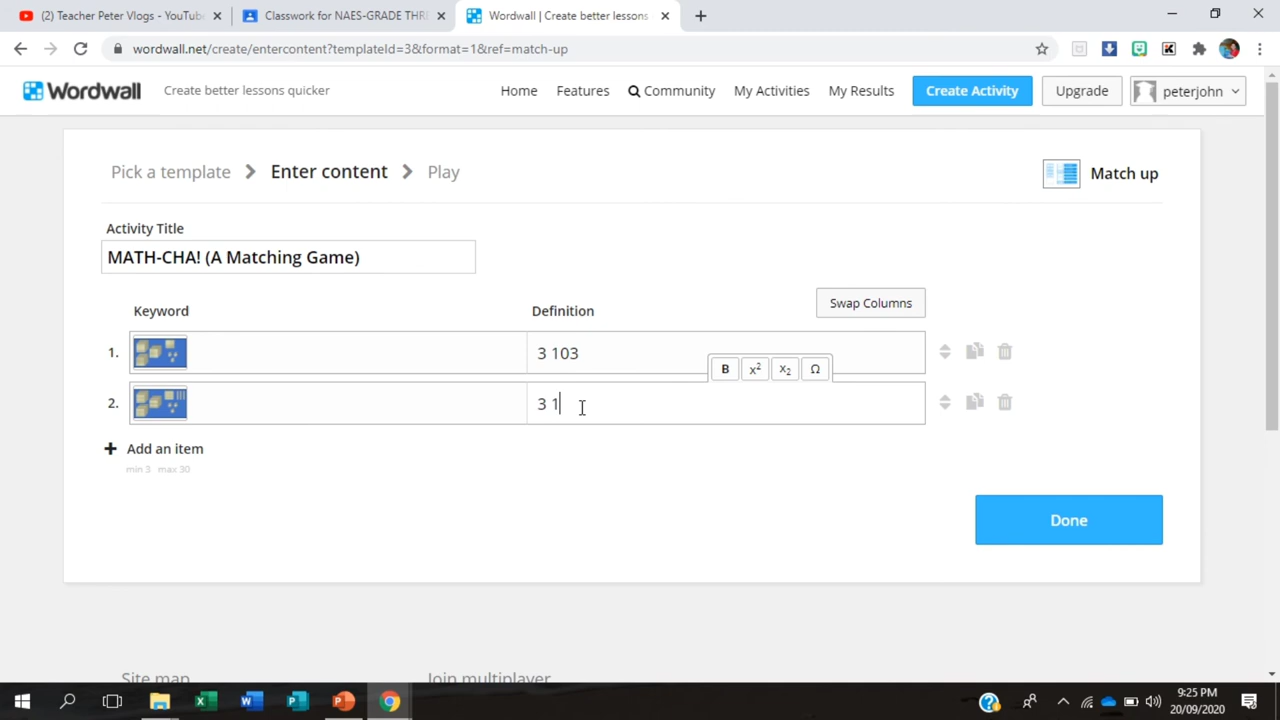 (2) Teacher Peter Vlogs - YouTube
Classwork for NAES-GRADE THRE
Wordwall | Create better lessons
wordwall.net/create/entercontent?templateId=3&format=1&ref=match-up
Wordwall
Create better lessons quicker
Home
Features
Community
My Activities
My Results
Create Activity
Upgrade
peterjohn
Pick a template
Enter content
Play
Match up
Activity Title
MATH-CHA! (A Matching Game)
Keyword
Definition
Swap Columns
1.
3 103
B x² x₂ Ω
2.
3 1
+ Add an item
min 3 max 30
Done
Site map
Join multiplayer
9:25 PM
20/09/2020